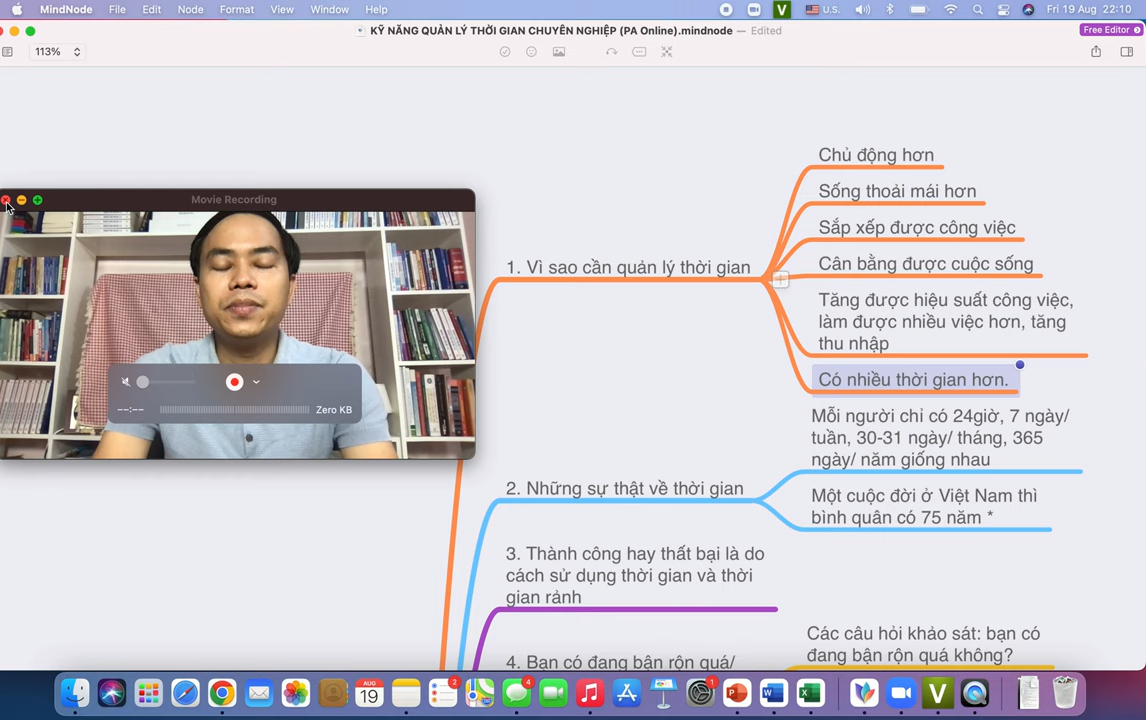 MindNode File Edit Node Format View Window Help U.S. Fri 19 Aug 22:10
KỸ NĂNG QUẢN LÝ THỜI GIAN CHUYÊN NGHIỆP (PA Online).mindnode — Edited
Free Editor
113%
Movie Recording
--:--
Zero KB
1. Vì sao cần quản lý thời gian
Chủ động hơn
Sống thoải mái hơn
Sắp xếp được công việc
Cân bằng được cuộc sống
Tăng được hiệu suất công việc,
làm được nhiều việc hơn, tăng
thu nhập
Có nhiều thời gian hơn.
2. Những sự thật về thời gian
Mỗi người chỉ có 24giờ, 7 ngày/
tuần, 30-31 ngày/ tháng, 365
ngày/ năm giống nhau
Một cuộc đời ở Việt Nam thì
bình quân có 75 năm *
3. Thành công hay thất bại là do
cách sử dụng thời gian và thời
gian rảnh
4. Bạn có đang bận rộn quá/
Các câu hỏi khảo sát: bạn có
đang bận rộn quá không?
AUG
19
2
4
1